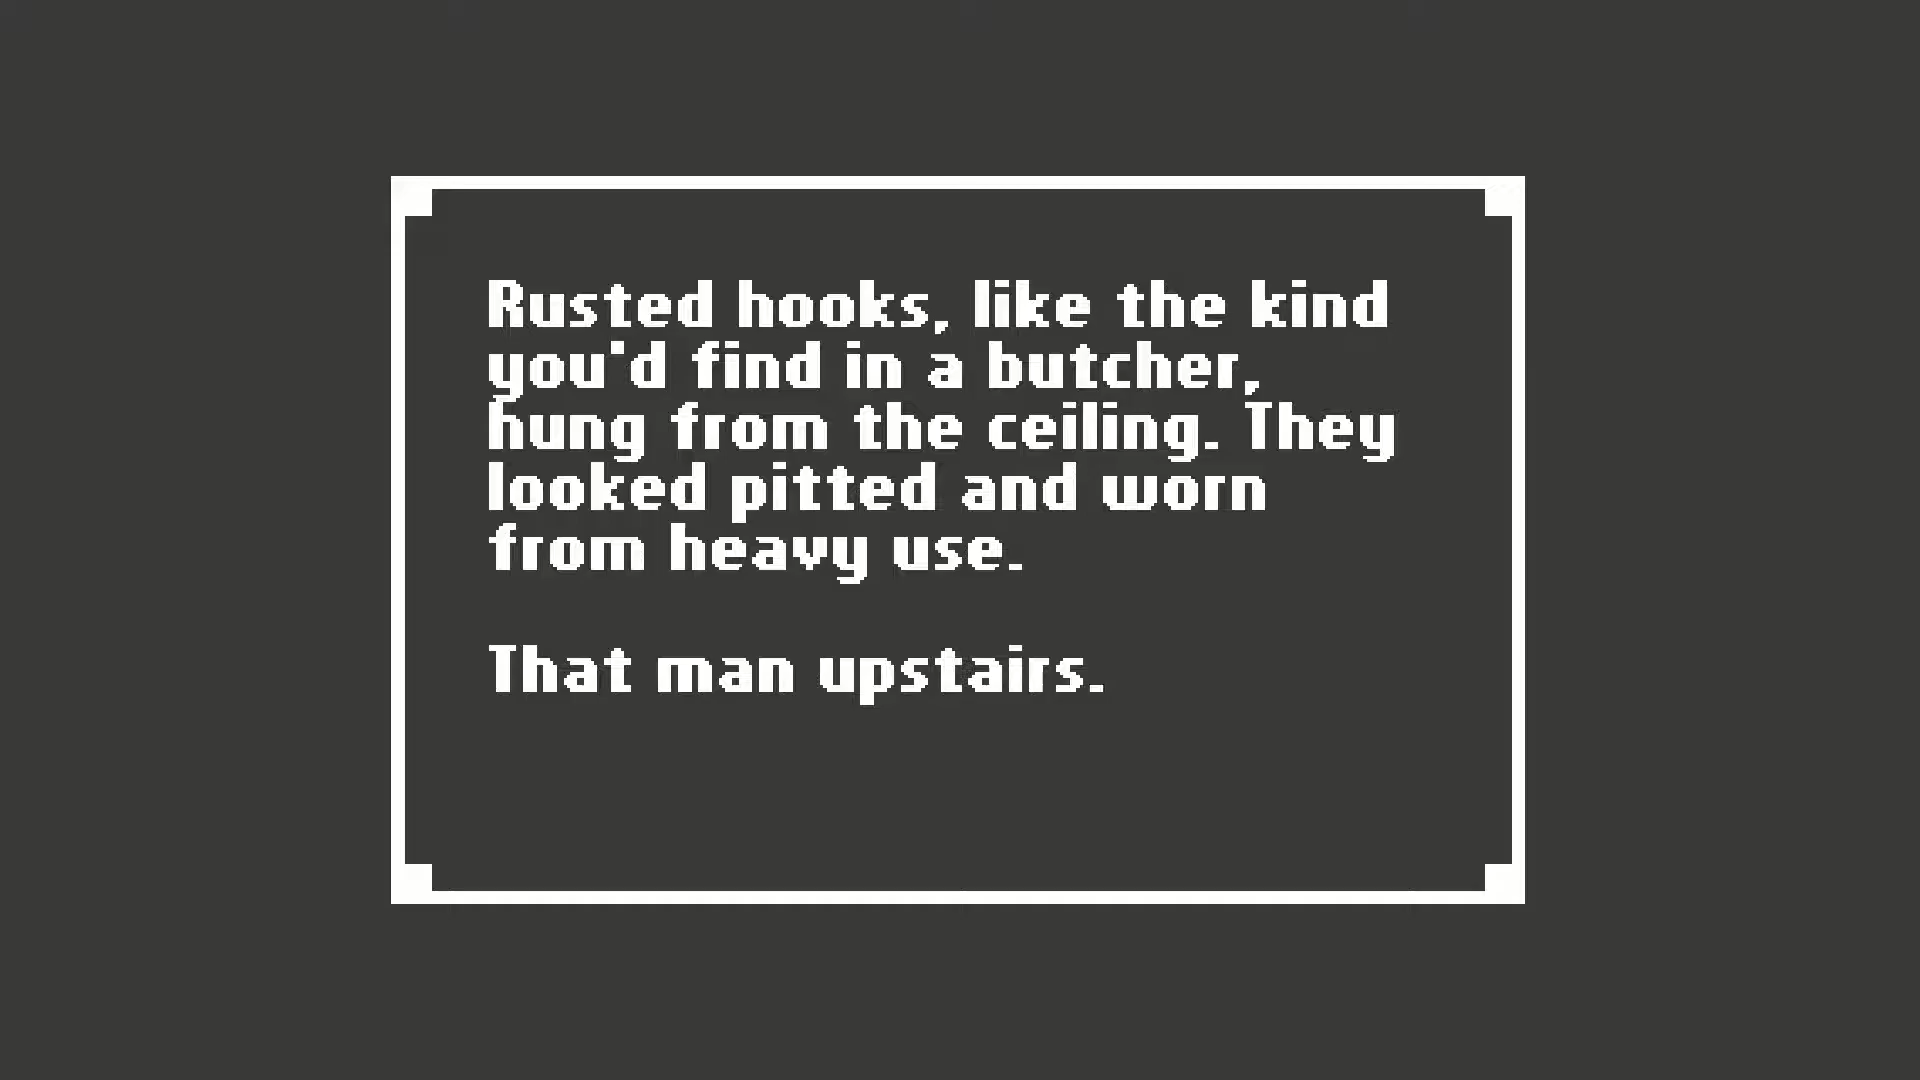 Rusted hooks, like the kind
you'd find in a butcher,
hung from the ceiling. They
looked pitted and worn
from heavy use.
That man upstairs.